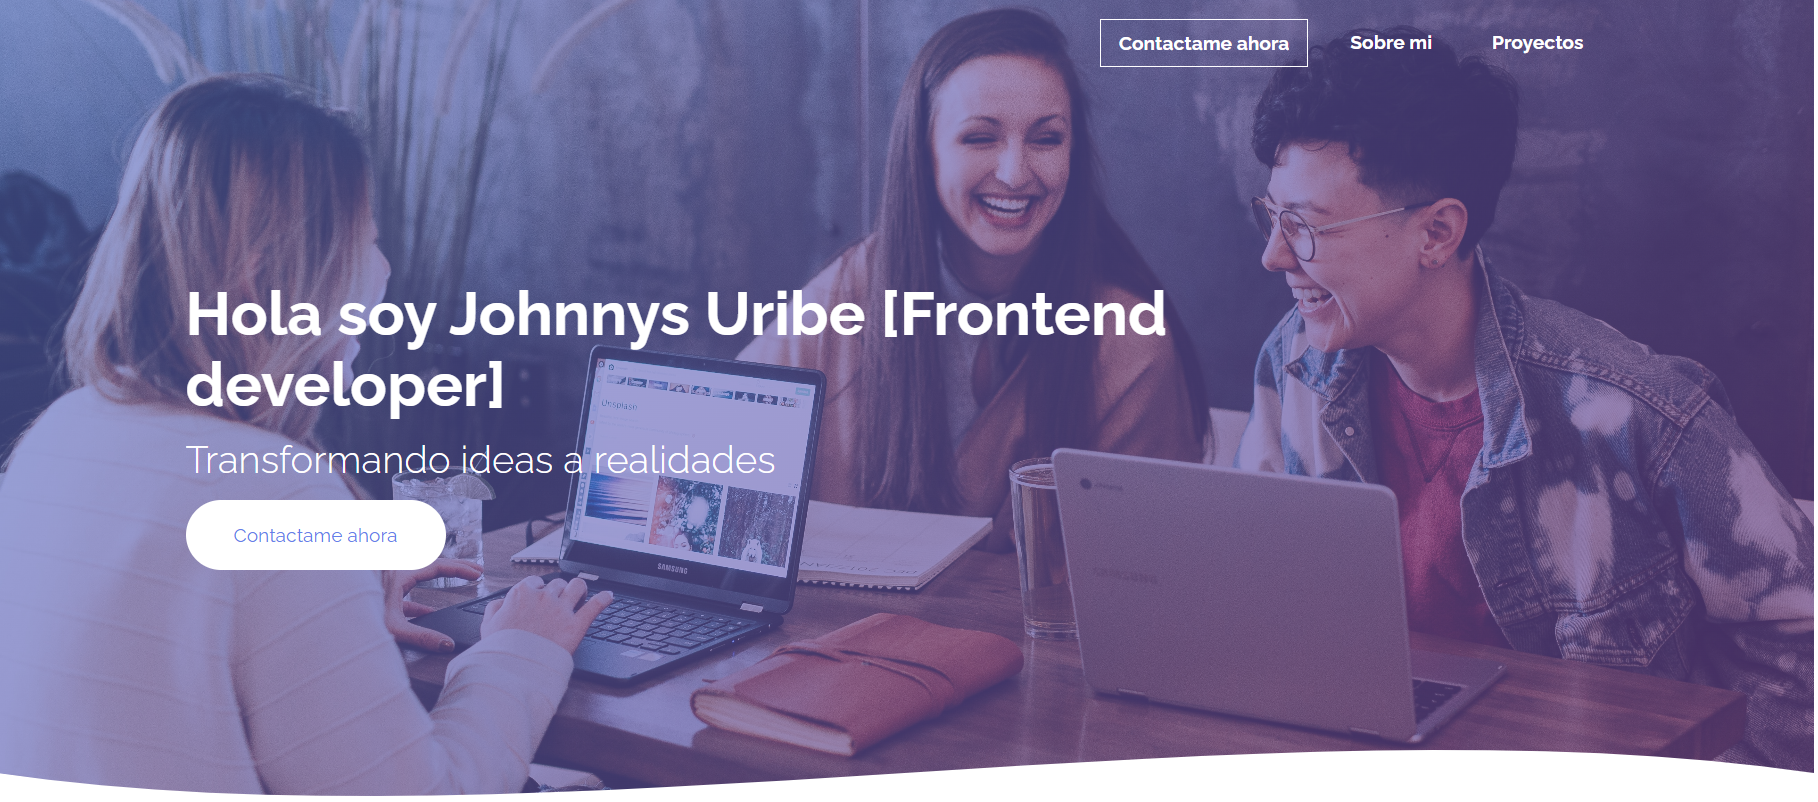 Contactame ahora
Sobre mi
Proyectos
Hola soy Johnnys Uribe [Frontend
developer]
Transformando ideas a realidades
Contactame ahora
Unsplash
SAMSUNG